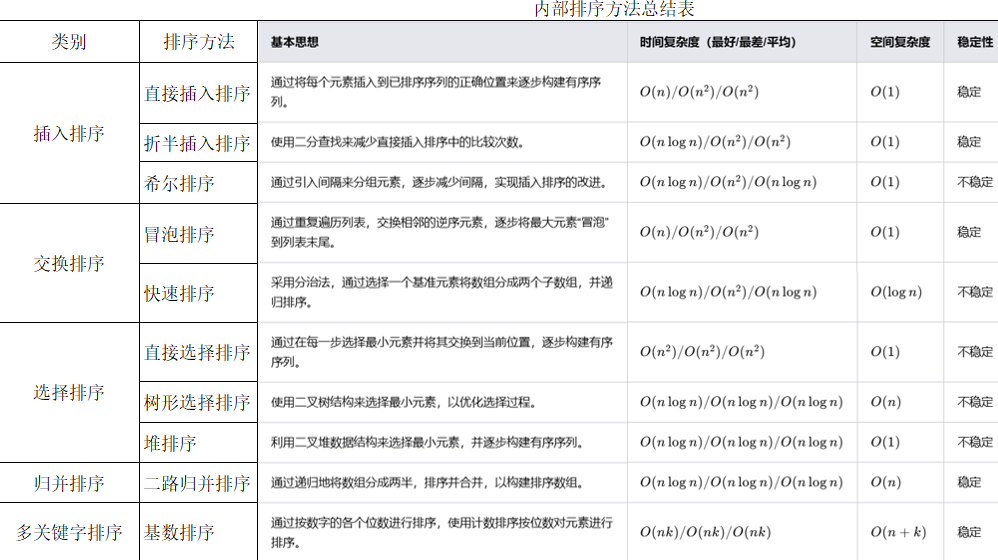 内部排序方法总结表
类别 排序方法 基本思想 时间复杂度（最好/最差/平均） 空间复杂度 稳定性
插入排序
直接插入排序 通过将每个元素插入到已排序序列的正确位置来逐步构建有序序
列。 O(n)/O(n²)/O(n²) O(1) 稳定
折半插入排序 使用二分查找来减少直接插入排序中的比较次数。 O(n log n)/O(n²)/O(n²) O(1) 稳定
希尔排序 通过引入间隔来分组元素，逐步减少间隔，实现插入排序的改进。 O(n log n)/O(n²)/O(n log n) O(1) 不稳定
交换排序
冒泡排序 通过重复遍历列表，交换相邻的逆序元素，逐步将最大元素“冒泡”
到列表末尾。 O(n)/O(n²)/O(n²) O(1) 稳定
快速排序 采用分治法，通过选择一个基准元素将数组分成两个子数组，并递
归排序。 O(n log n)/O(n²)/O(n log n) O(log n) 不稳定
选择排序
直接选择排序 通过在每一步选择最小元素并将其交换到当前位置，逐步构建有序
序列。 O(n²)/O(n²)/O(n²) O(1) 不稳定
树形选择排序 使用二叉树结构来选择最小元素，以优化选择过程。 O(n log n)/O(n log n)/O(n log n) O(n) 不稳定
堆排序 利用二叉堆数据结构来选择最小元素，并逐步构建有序序列。 O(n log n)/O(n log n)/O(n log n) O(1) 不稳定
归并排序 二路归并排序 通过递归地将数组分成两半，排序并合并，以构建排序数组。 O(n log n)/O(n log n)/O(n log n) O(n) 稳定
多关键字排序 基数排序 通过按数字的各个位数进行排序，使用计数排序按位数对元素进行
排序。 O(nk)/O(nk)/O(nk) O(n + k) 稳定